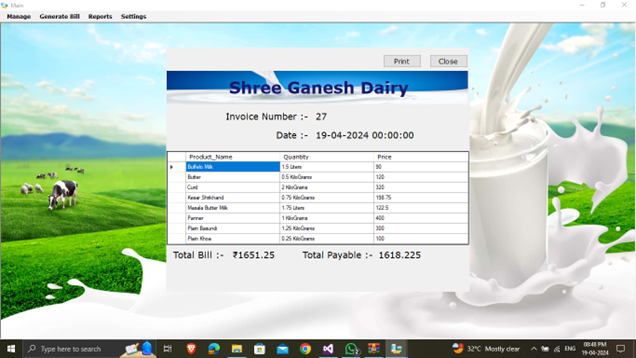 Main
Manage Generate Bill Reports Settings
Print Close
Shree Ganesh Dairy
Invoice Number :- 27
Date :- 19-04-2024 00:00:00
Product_Name Quantity Price
Buffalo Milk 1.5 Liters 90
Butter 0.5 KiloGrams 120
Curd 2 KiloGrams 320
Kesar Shrikhand 0.75 KiloGrams 198.75
Masala Butter Milk 1.75 Liters 122.5
Panner 1 KiloGrams 400
Plain Basundi 1.25 KiloGrams 300
Plain Khoa 0.25 KiloGrams 100
Total Bill :- ₹1651.25 Total Payable :- 1618.225
Type here to search
32°C Mostly clear
ENG
08:48 PM
19-04-2024